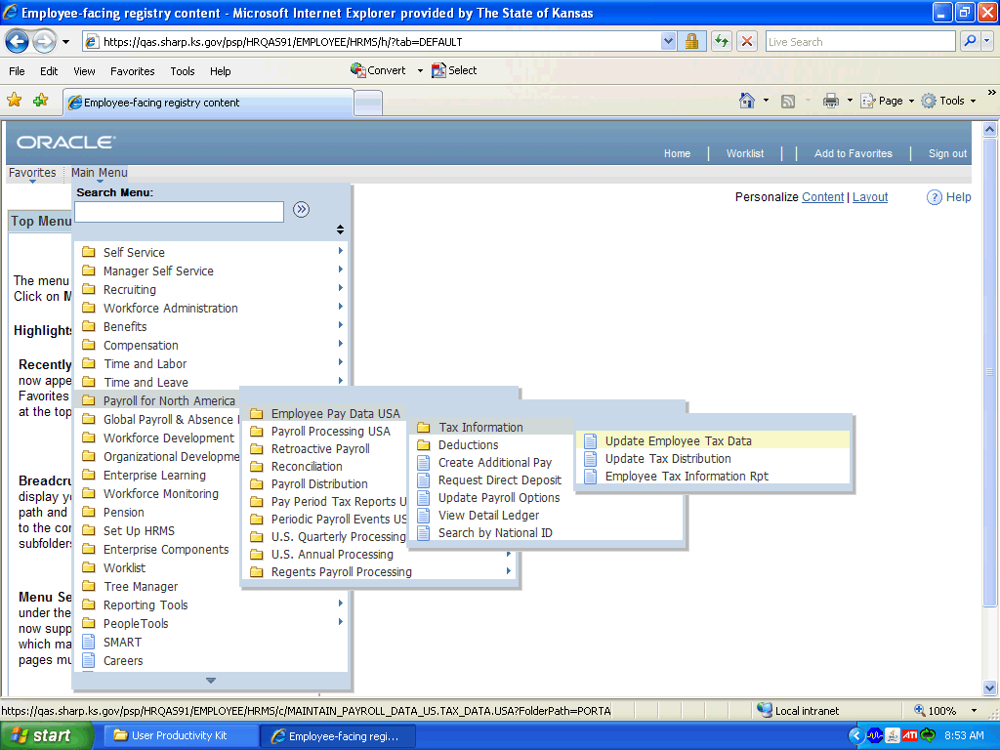 Employee-facing registry content - Microsoft Internet Explorer provided by The State of Kansas
https://qas.sharp.ks.gov/psp/HRQAS91/EMPLOYEE/HRMS/h/?tab=DEFAULT
Live Search
File Edit View Favorites Tools Help
Convert Select
Employee-facing registry content
Page Tools
ORACLE
Home Worklist Add to Favorites Sign out
Favorites Main Menu
Personalize Content | Layout
Help
Search Menu:
Top Menu
The menu
Click on M
Highlights
Recently
now appe
Favorites
at the top
Breadcru
display yo
path and
to the con
subfolders
Menu Se
under the
now supp
which ma
pages mu
Self Service
Manager Self Service
Recruiting
Workforce Administration
Benefits
Compensation
Time and Labor
Time and Leave
Payroll for North America
Global Payroll & Absence
Workforce Development
Organizational Developme
Enterprise Learning
Workforce Monitoring
Pension
Set Up HRMS
Enterprise Components
Worklist
Tree Manager
Reporting Tools
PeopleTools
SMART
Careers
Employee Pay Data USA
Payroll Processing USA
Retroactive Payroll
Reconciliation
Payroll Distribution
Pay Period Tax Reports U
Periodic Payroll Events US
U.S. Quarterly Processing
U.S. Annual Processing
Regents Payroll Processing
Tax Information
Deductions
Create Additional Pay
Request Direct Deposit
Update Payroll Options
View Detail Ledger
Search by National ID
Update Employee Tax Data
Update Tax Distribution
Employee Tax Information Rpt
https://qas.sharp.ks.gov/psp/HRQAS91/EMPLOYEE/HRMS/c/MAINTAIN_PAYROLL_DATA_US.TAX_DATA.USA?FolderPath=PORTA
Local intranet
100%
start
User Productivity Kit
Employee-facing regi...
ATI
8:53 AM